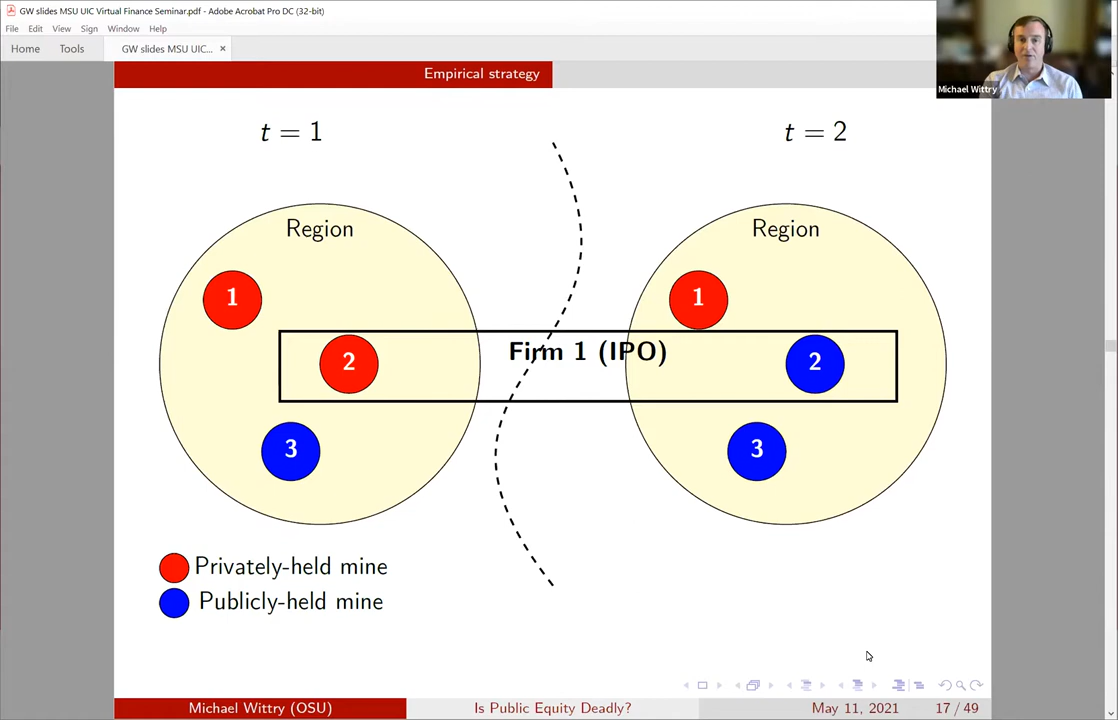 GW slides MSU UIC Virtual Finance Seminar.pdf - Adobe Acrobat Pro DC (32-bit)
File Edit View Sign Window Help
Home Tools GW slides MSU UIC... ×
Empirical strategy
Michael Wittry
t = 1
t = 2
Region
Region
1
1
Firm 1 (IPO)
2
2
3
3
Privately-held mine
Publicly-held mine
Michael Wittry (OSU) Is Public Equity Deadly? May 11, 2021 17 / 49